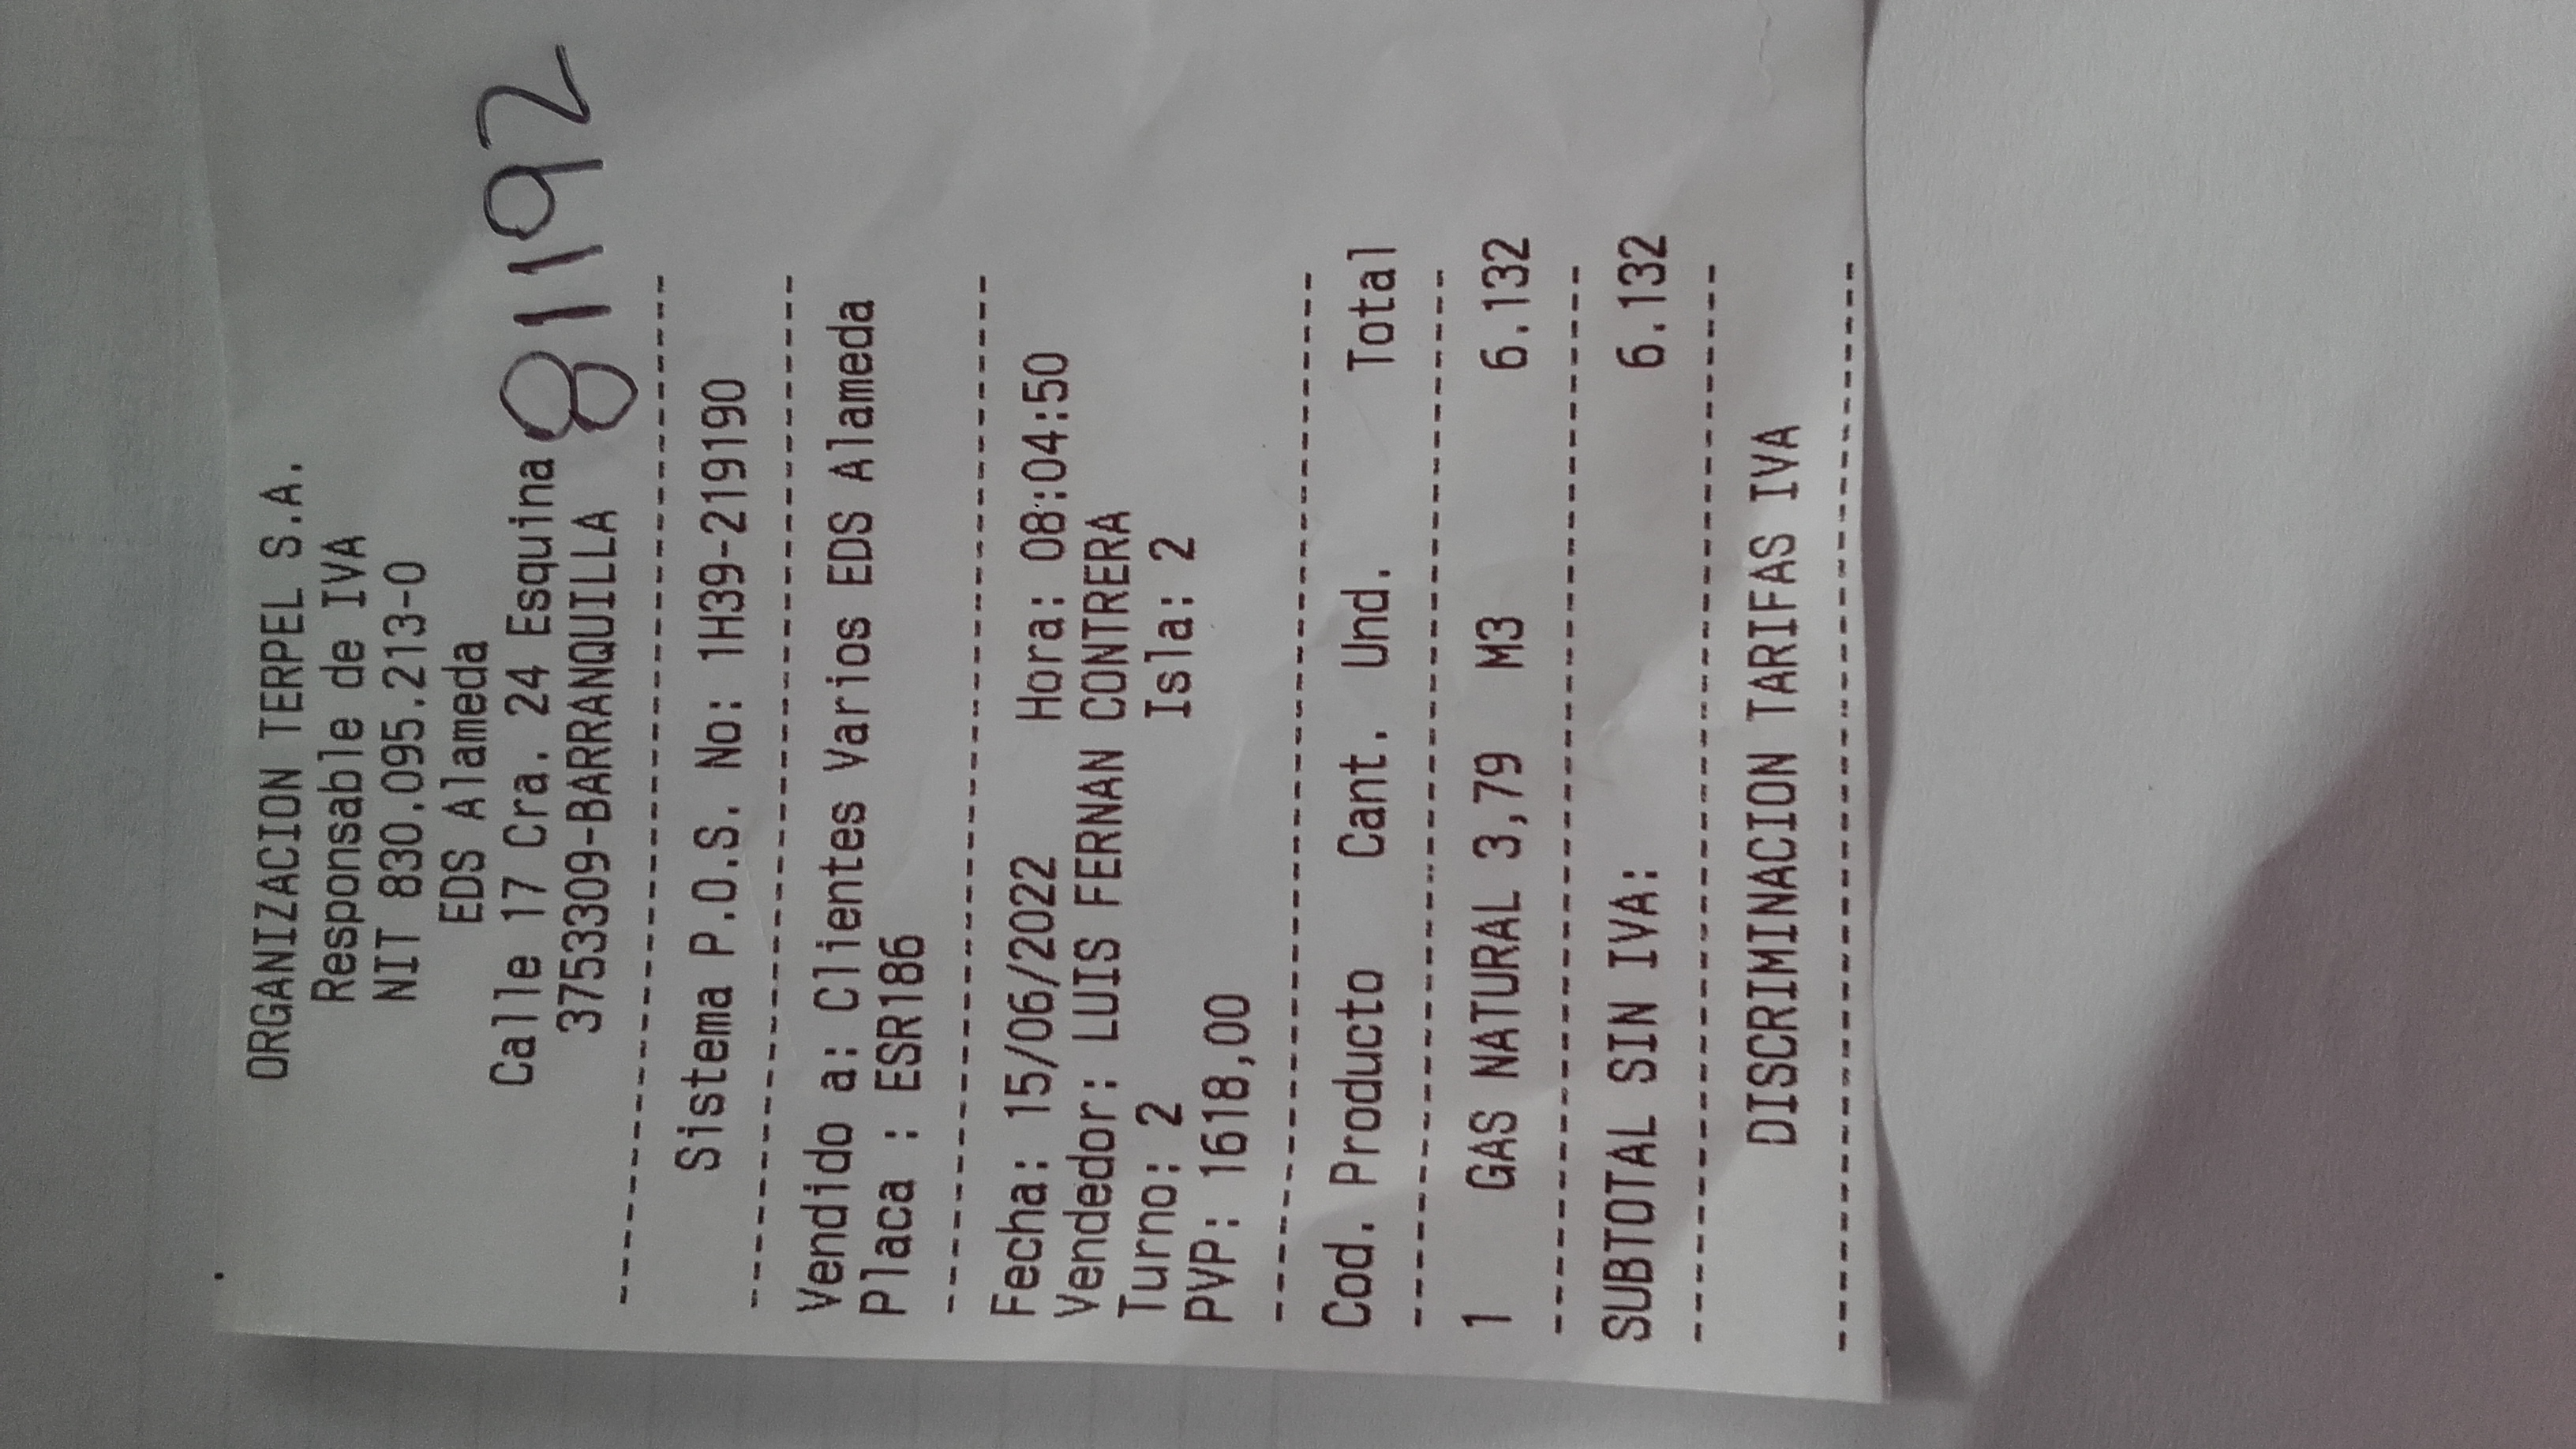 ORGANIZACION TERPEL S.A.
Responsable de IVA
NIT 830.095.213-0
EDS Alameda
Calle 17 Cra. 24 Esquina
81192
3753309-BARRANQUILLA
--------------------------------
Sistema P.O.S. No: 1H39-219190
--------------------------------
Vendido a: Clientes Varios EDS Alameda
Placa : ESR186
--------------------------------
Fecha: 15/06/2022 Hora: 08:04:50
Vendedor: LUIS FERNAN CONTRERA
Turno: 2 Isla: 2
PVP: 1618,00
--------------------------------
Cod. Producto Cant. Und. Total
--------------------------------
1 GAS NATURAL 3,79 M3 6.132
--------------------------------
SUBTOTAL SIN IVA: 6.132
--------------------------------
DISCRIMINACION TARIFAS IVA
--------------------------------